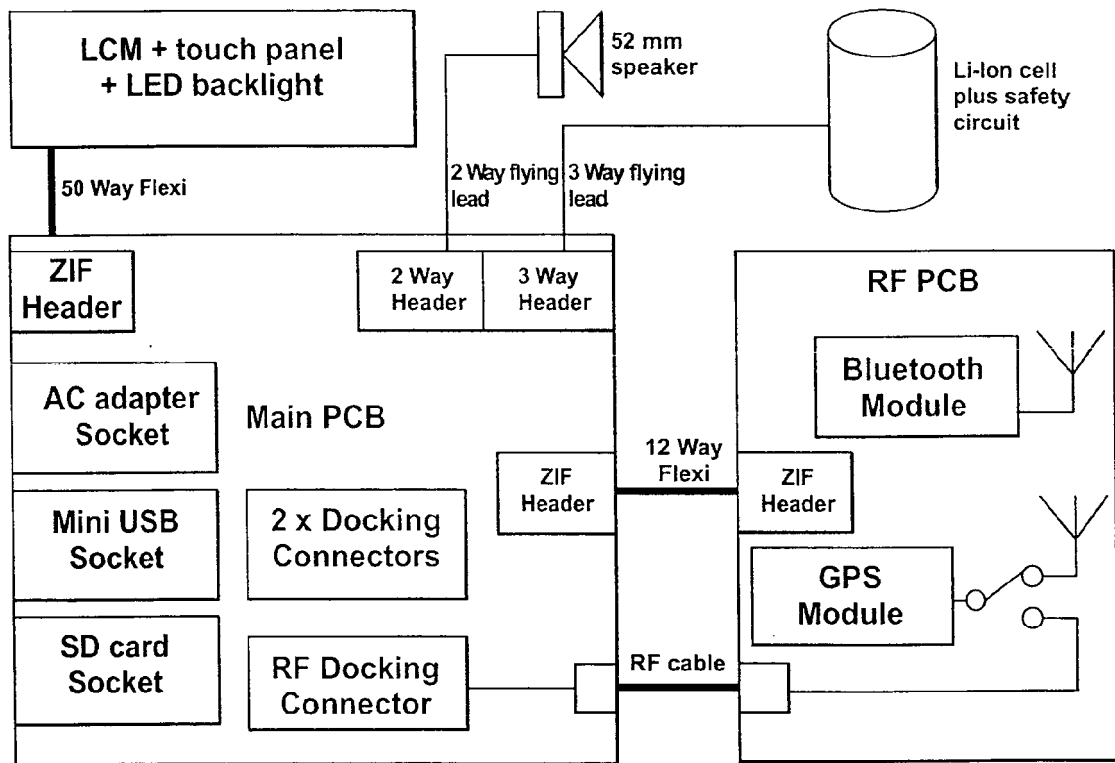 LCM + touch panel
+ LED backlight
52 mm
speaker
Li-Ion cell
plus safety
circuit
50 Way Flexi
2 Way flying
lead
3 Way flying
lead
ZIF
Header
2 Way
Header
3 Way
Header
RF PCB
Bluetooth
Module
AC adapter
Socket
Main PCB
12 Way
Flexi
ZIF
Header
ZIF
Header
Mini USB
Socket
2 x Docking
Connectors
GPS
Module
SD card
Socket
RF Docking
Connector
RF cable